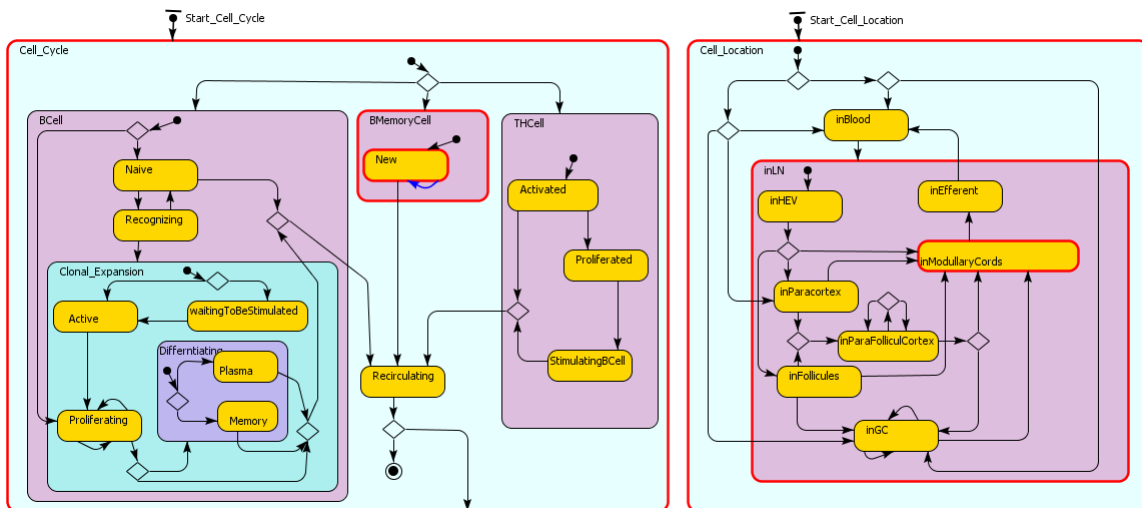 Start_Cell_Cycle
Cell_Cycle
BCell
Naive
Recognizing
Clonal_Expansion
Active
waitingToBeStimulated
Differntiating
Plasma
Memory
Proliferating
BMemoryCell
New
Recirculating
THCell
Activated
Proliferated
StimulatingBCell
Start_Cell_Location
Cell_Location
inBlood
inLN
inHEV
inEfferent
inModullaryCords
inParacortex
inParaFolliculCortex
inFollicules
inGC